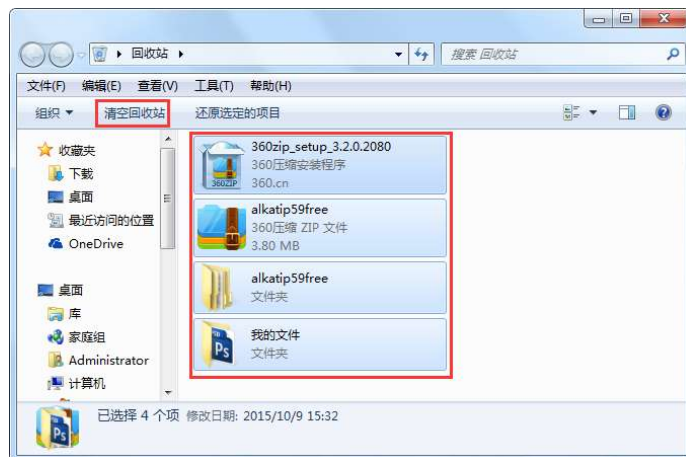 回收站
搜索 回收站
文件(F) 编辑(E) 查看(V) 工具(T) 帮助(H)
组织 清空回收站 还原选定的项目
收藏夹
下载
桌面
最近访问的位置
OneDrive
桌面
库
家庭组
Administrator
计算机
360zip_setup_3.2.0.2080
360压缩安装程序
360.cn
360ZIP
alkatip59free
360压缩 ZIP 文件
3.80 MB
alkatip59free
文件夹
我的文件
文件夹
Ps
已选择 4 个项 修改日期: 2015/10/9 15:32
Ps